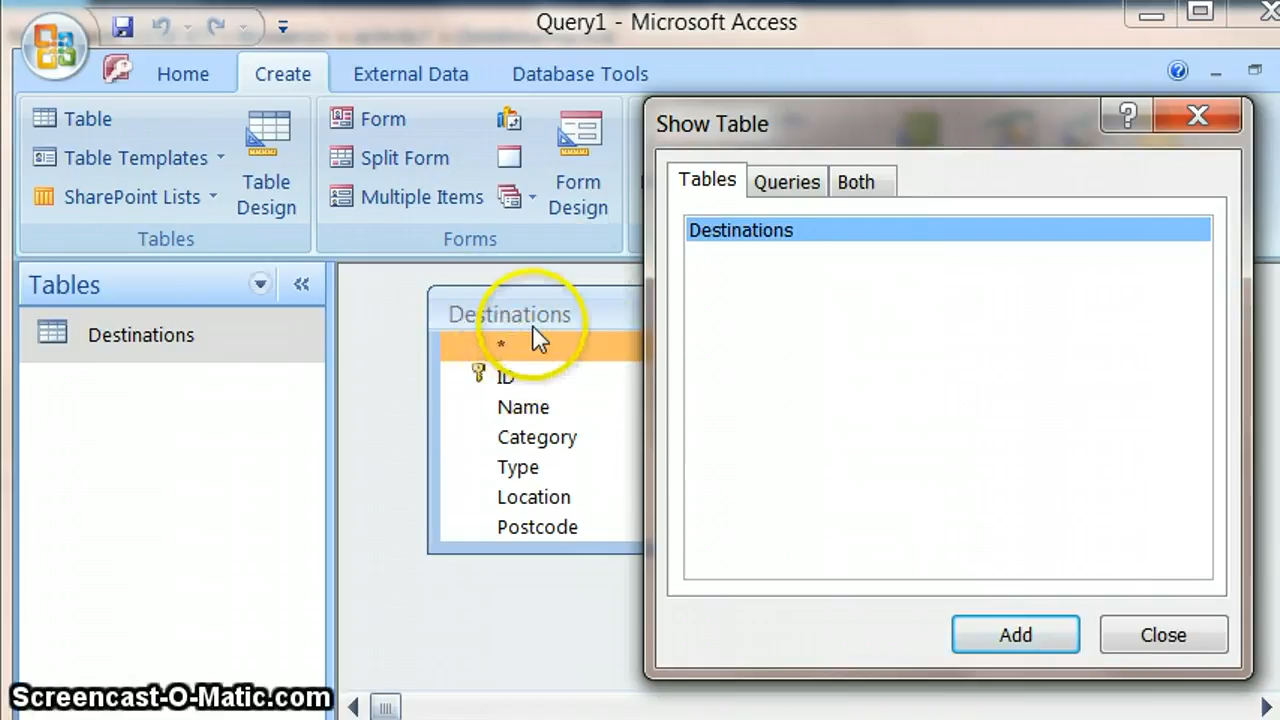 Query1 - Microsoft Access
Home Create External Data Database Tools
Table
Table Templates
SharePoint Lists
Table
Design
Tables
Form
Split Form
Multiple Items
Form
Design
Forms
Tables
Destinations
Destinations
*
ID
Name
Category
Type
Location
Postcode
Show Table
Tables Queries Both
Destinations
Add Close
Screencast-O-Matic.com